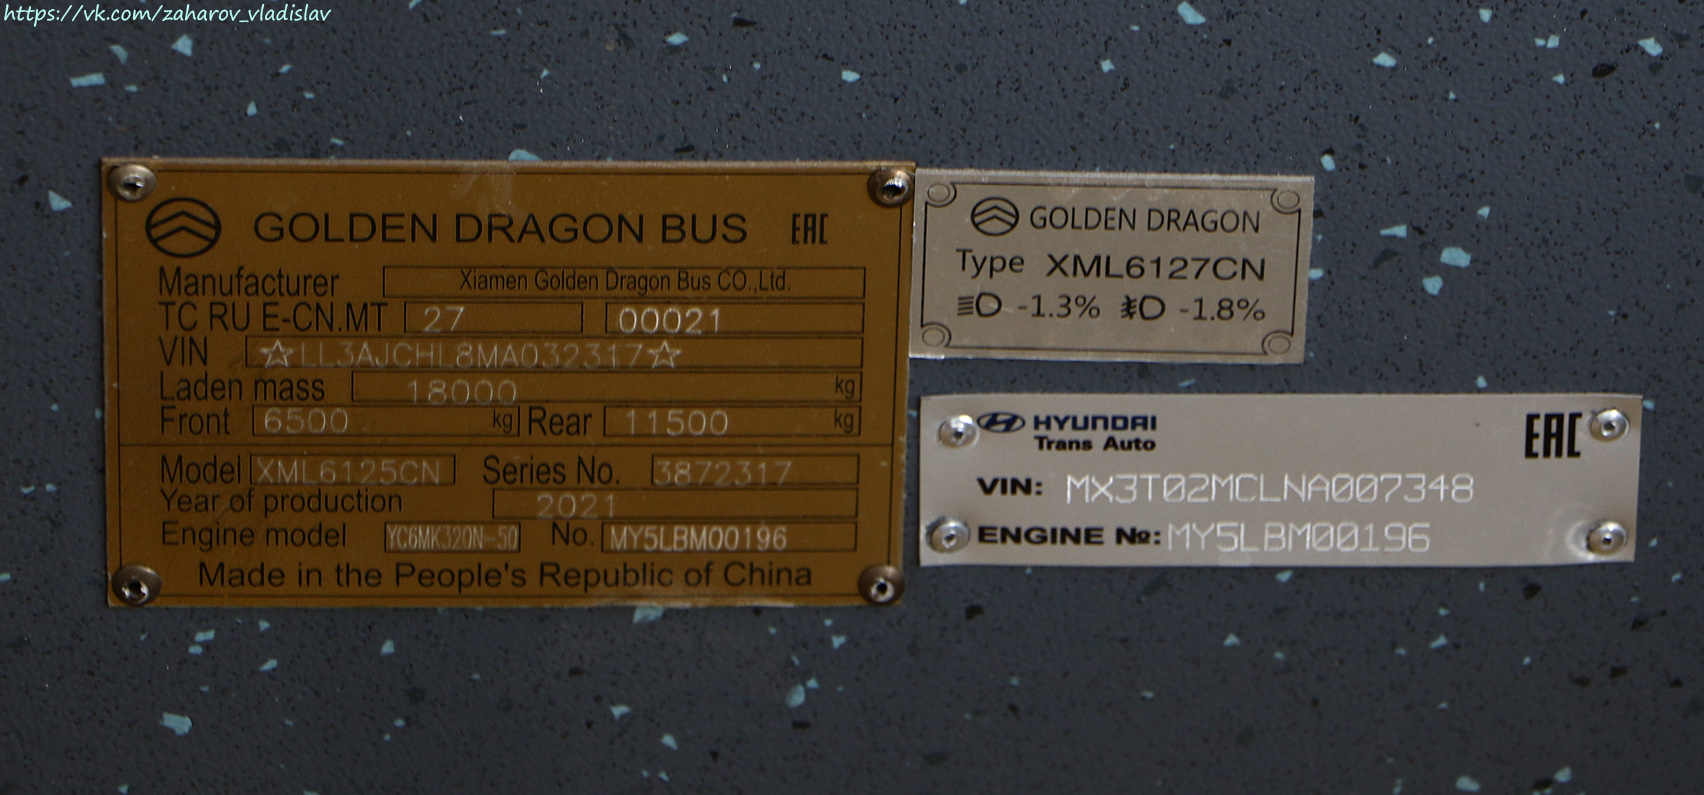 https://vk.com/zaharov_vladislav
GOLDEN DRAGON BUS EAC
Manufacturer Xiamen Golden Dragon Bus CO.,Ltd.
TC RU E-CN.MT 27 00021
VIN ☆LL3AJCHL8MA032317☆
Laden mass 18000 kg
Front 6500 kg Rear 11500 kg
Model XML6125CN Series No. 3872317
Year of production 2021
Engine model YC6MK320N-50 No. MY5LBM00196
Made in the People's Republic of China
GOLDEN DRAGON
Type XML6127CN
-1.3% -1.8%
HYUNDAI EAC
Trans Auto
VIN: MX3T02MCLNA007348
ENGINE №: MY5LBM00196